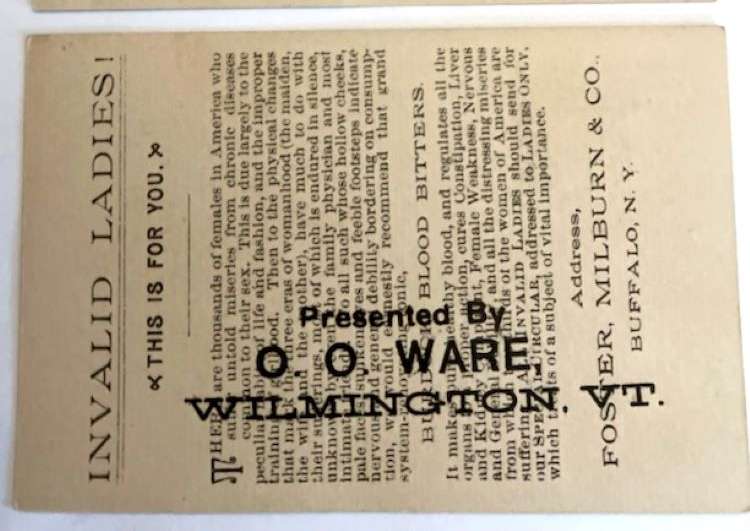 INVALID LADIES!
THIS IS FOR YOU.
THERE are thousands of females in America who
suffer untold miseries from chronic diseases
common to their sex. This is due largely to the
peculiar habits of life and fashion, and the improper
training of girlhood. Then to the physical changes
that mark the three eras of womanhood (the maiden,
the wife and the mother), have much to do with
their sufferings, most of which is endured in silence,
unknown by even the family physician and most
intimate friends. To all such whose hollow cheeks,
pale faces, sunken eyes and feeble footsteps indicate
nervous and general debility bordering on consump-
tion, we would earnestly recommend that grand
system-renovating tonic,
BURDOCK BLOOD BITTERS.
It makes pure, healthy blood, and regulates all the
organs to a proper action, cures Constipation, Liver
and Kidney Complaint, Female Weakness, Nervous
and General Debility, and all the distressing miseries
from which two-thirds of the women of America are
suffering. All INVALID LADIES should send for
our SPECIAL CIRCULAR, addressed to LADIES ONLY,
which treats of a subject of vital importance.
Address,
FOSTER, MILBURN & CO.,
BUFFALO, N. Y.
Presented By
O. O. WARE,
WILMINGTON, VT.